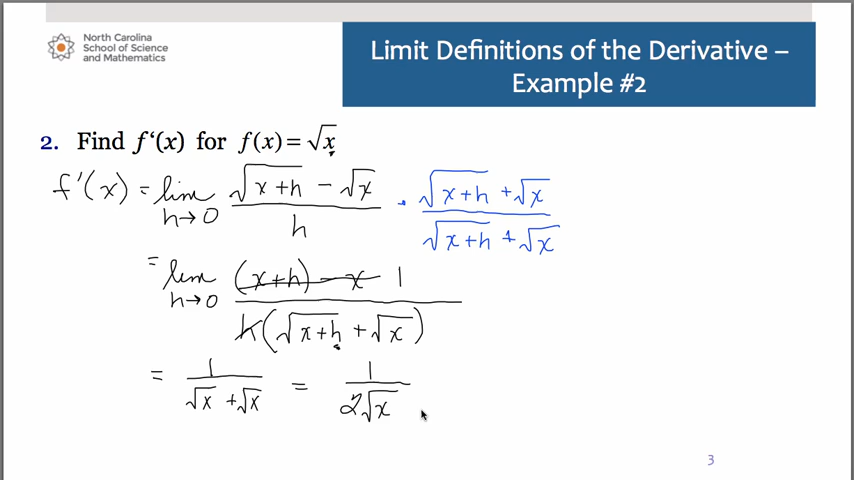 North Carolina
School of Science
and Mathematics
Limit Definitions of the Derivative –
Example #2
2. Find f‘(x) for f(x) = √x
f'(x) = lim h→0 (√(x+h) − √x) / h · (√(x+h) + √x) / (√(x+h) + √x)
= lim h→0 (x+h) − x 1 / h(√(x+h) + √x)
= 1 / (√x + √x) = 1 / (2√x)
3